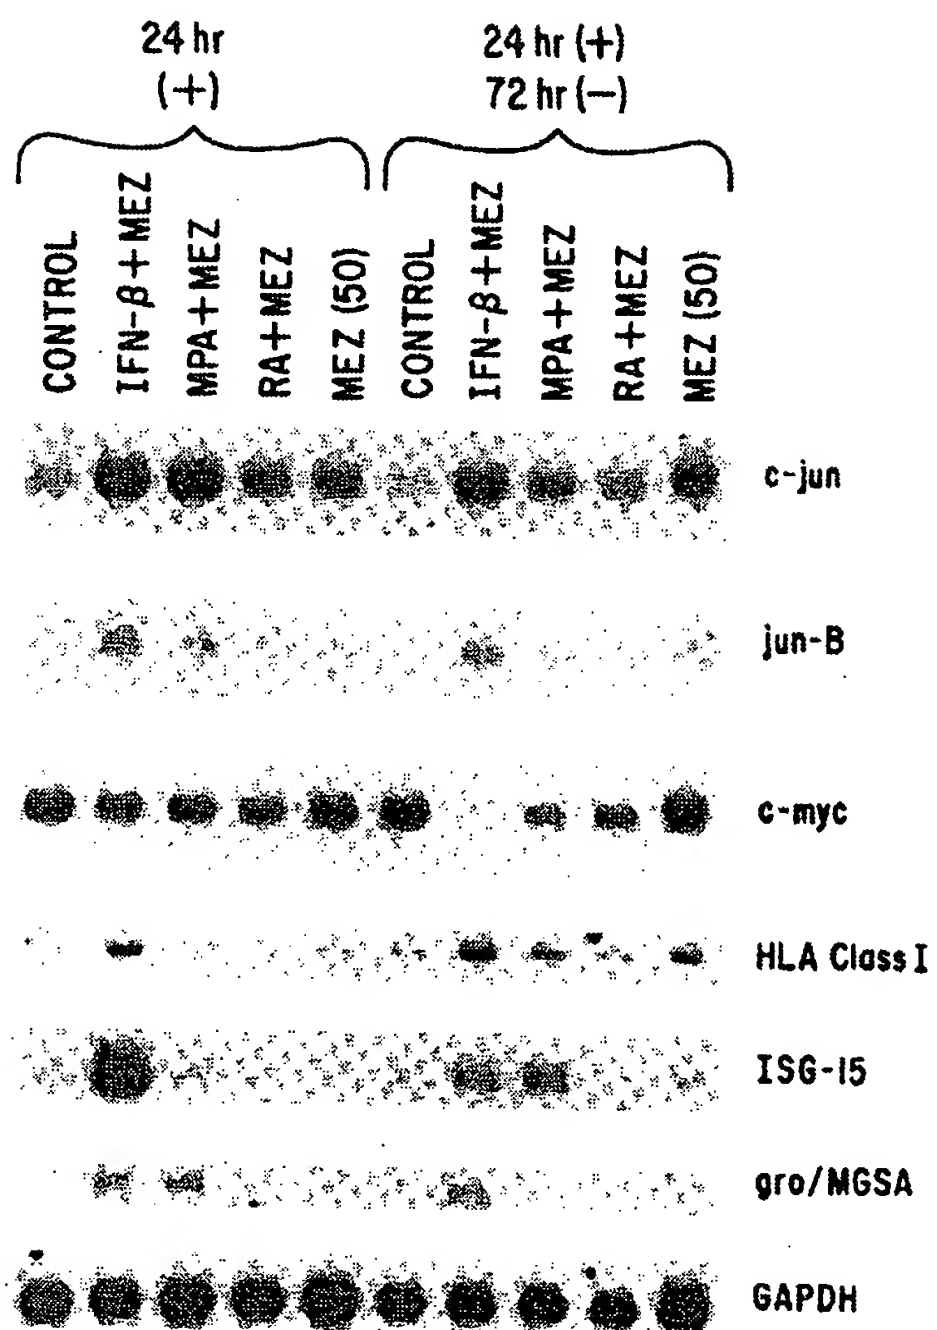 24 hr
(+)
24 hr (+)
72 hr (−)
CONTROL
IFN-β+MEZ
MPA+MEZ
RA+MEZ
MEZ (50)
CONTROL
IFN-β+MEZ
MPA+MEZ
RA+MEZ
MEZ (50)
c-jun
jun-B
c-myc
HLA Class I
ISG-15
gro/MGSA
GAPDH